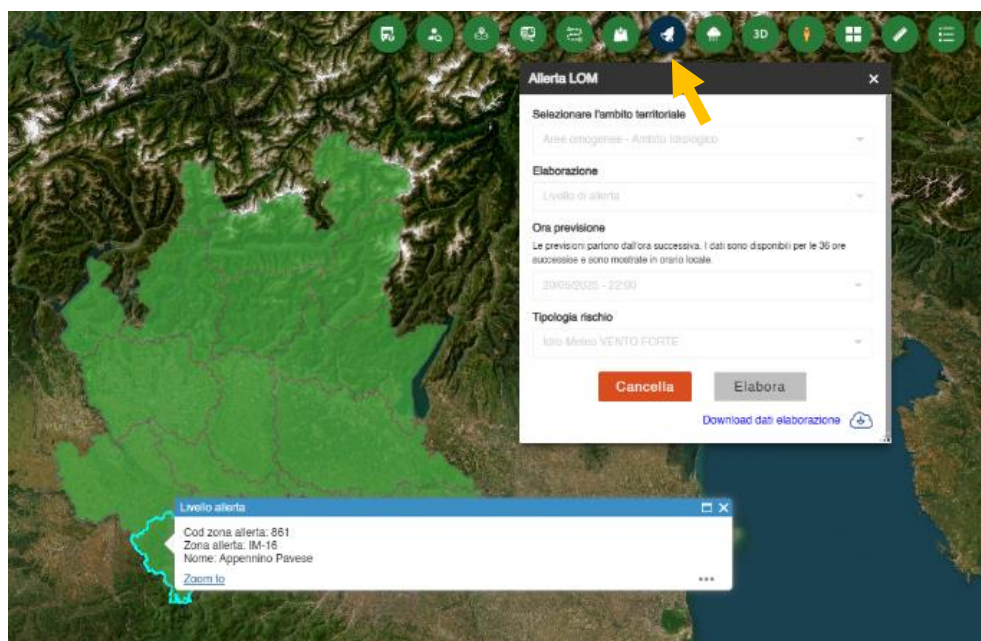 3D
Allerta LOM
Selezionare l'ambito territoriale
Aree omogenee - Ambito Idrologico
Elaborazione
Livello di allerta
Ora previsione
Le previsioni partono dall'ora successiva. I dati sono disponibili per le 36 ore
successive e sono mostrate in orario locale.
20/05/2025 - 22:00
Tipologia rischio
Idro-Meteo VENTO FORTE
Cancella
Elabora
Download dati elaborazione
Livello allerta
Cod zona allerta: 861
Zona allerta: IM-16
Nome: Appennino Pavese
Zoom to